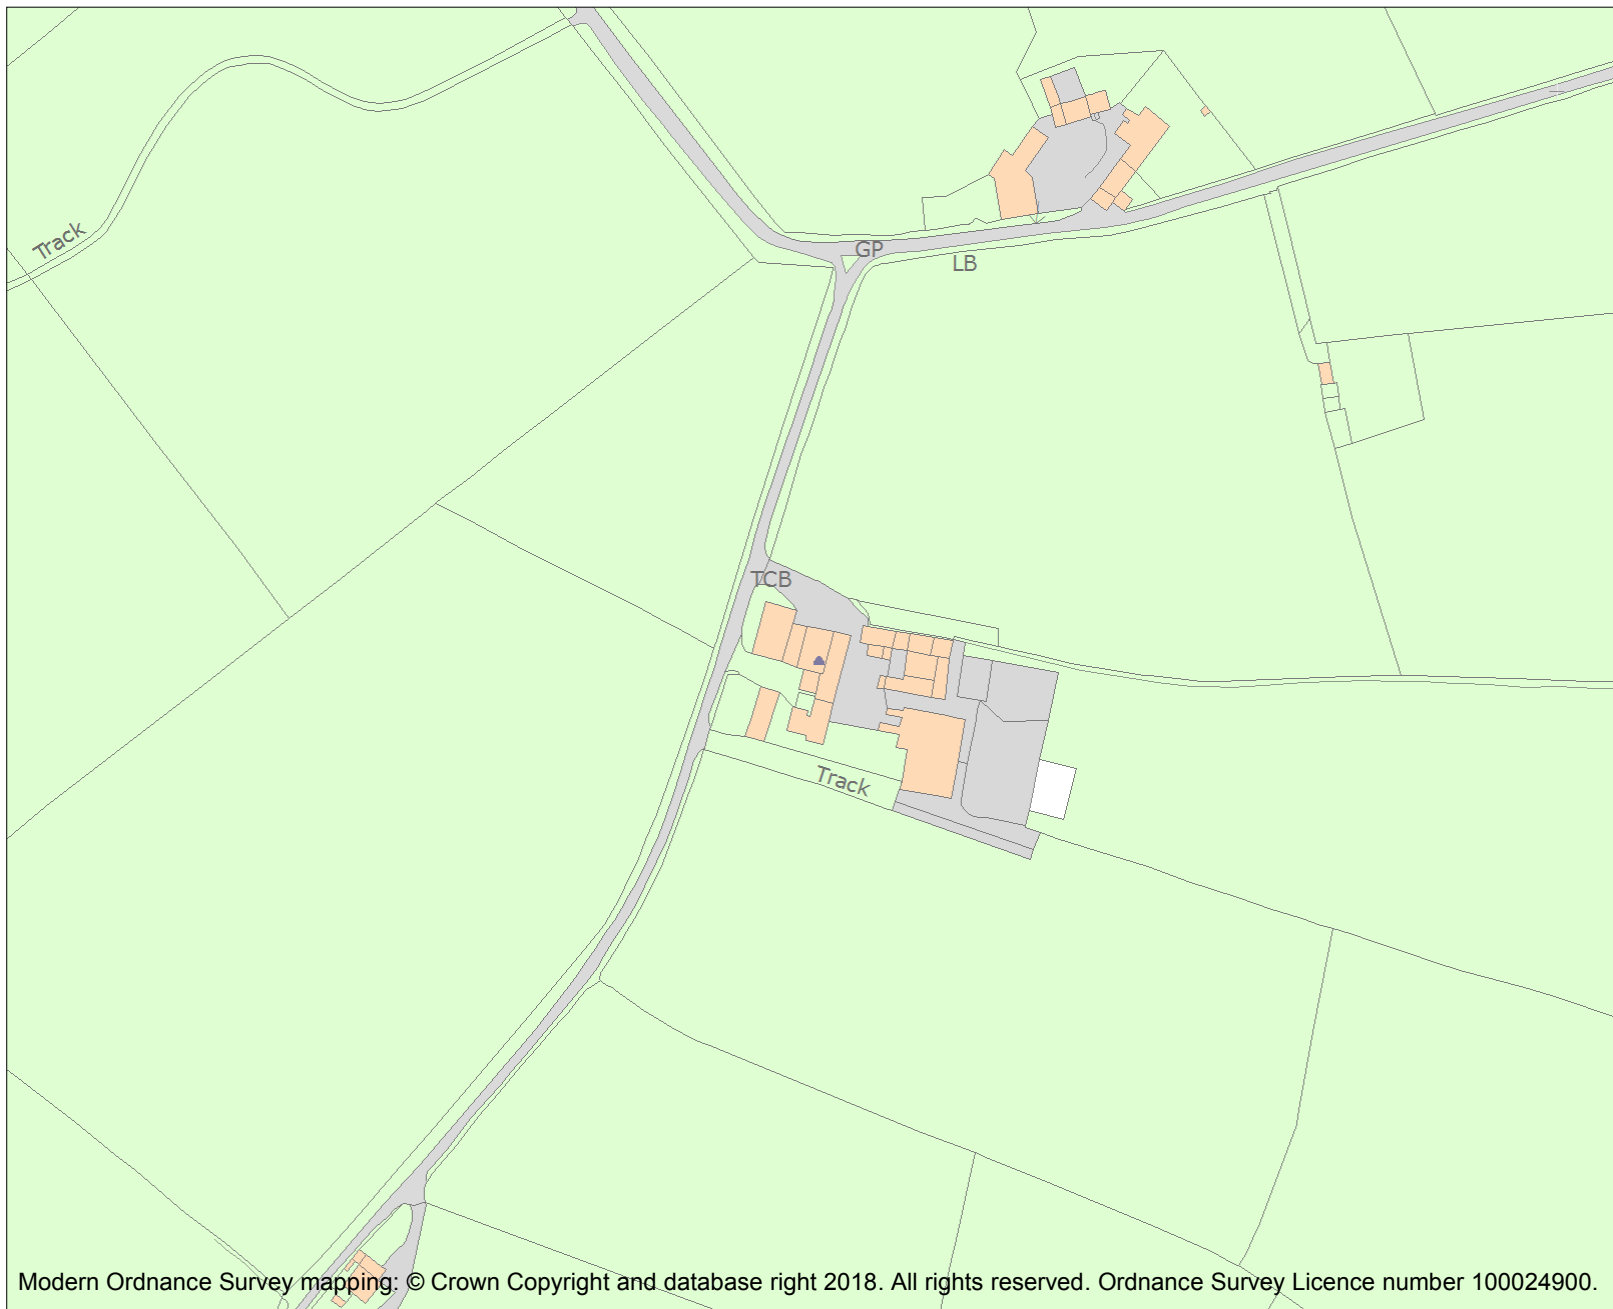 Track
GP
LB
TCB
Track
Modern Ordnance Survey mapping: © Crown Copyright and database right 2018. All rights reserved. Ordnance Survey Licence number 100024900.